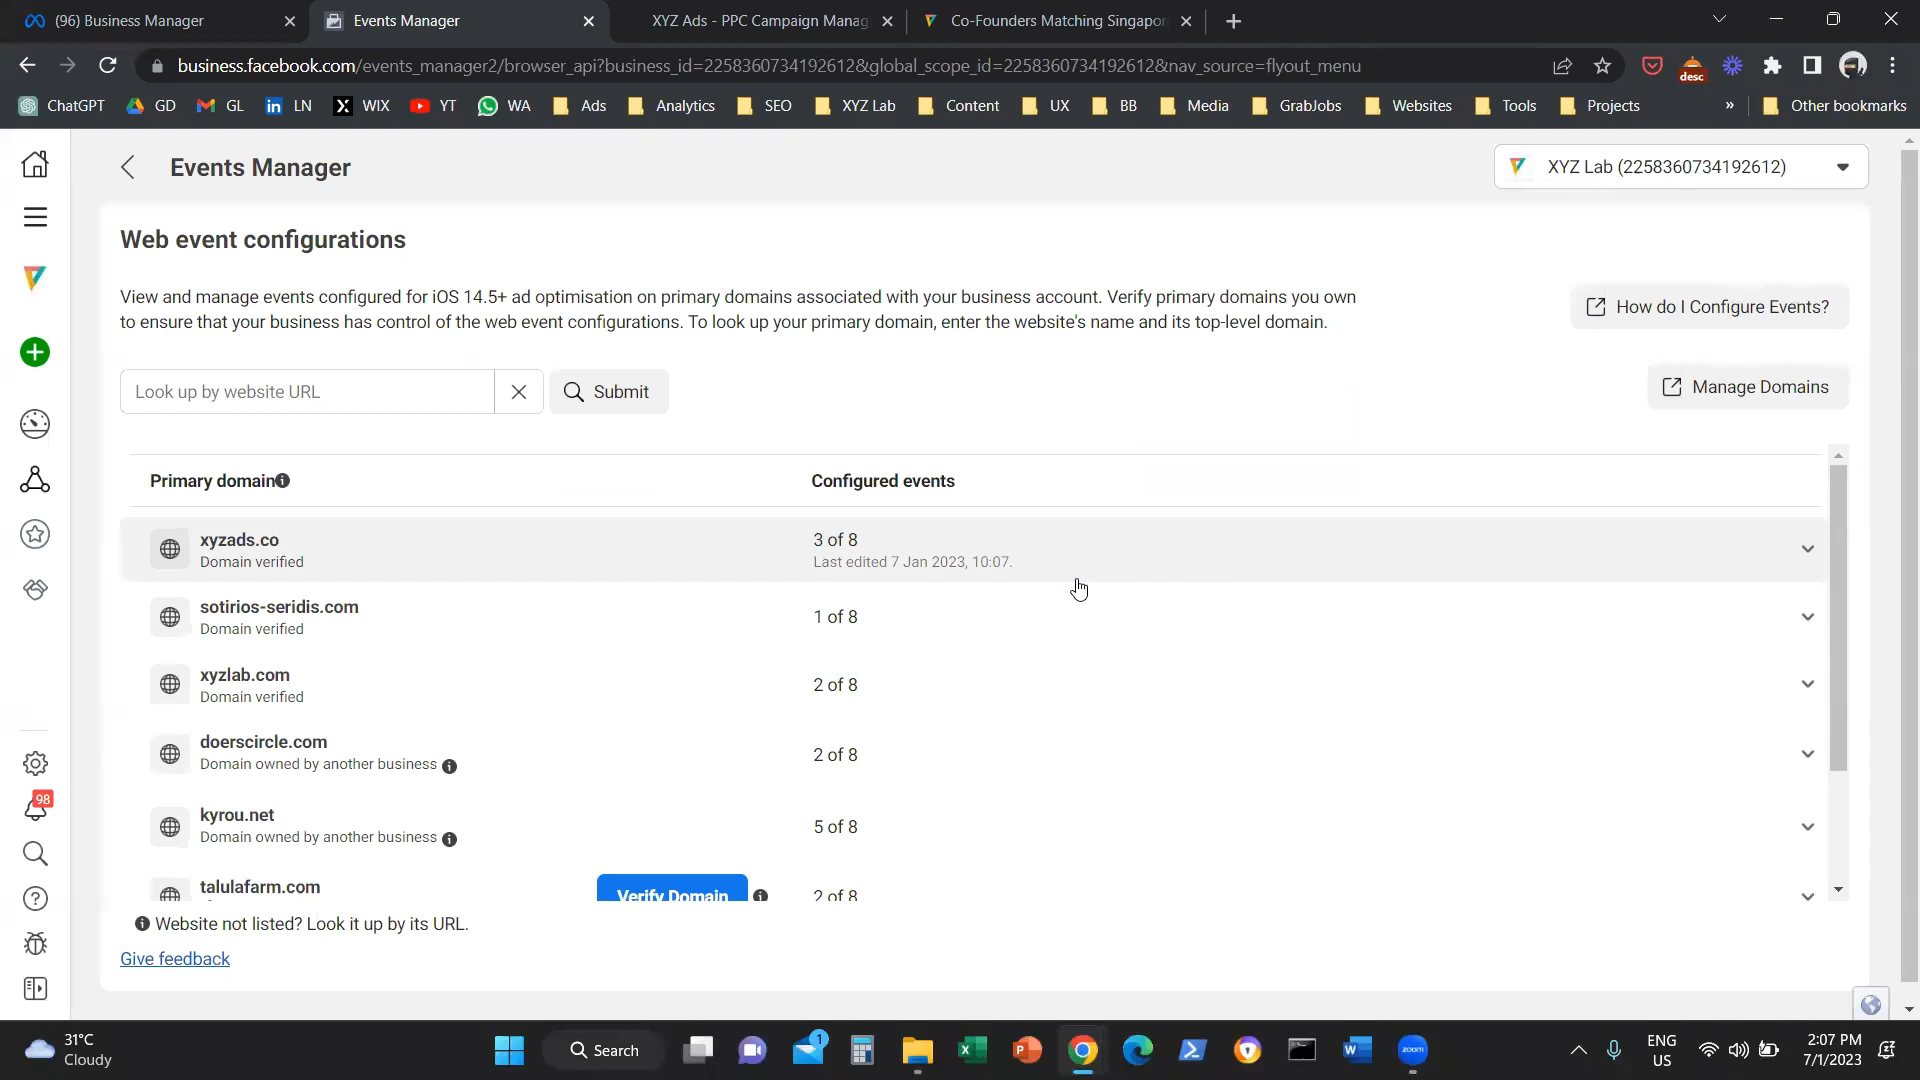 (96) Business Manager
Events Manager
XYZ Ads - PPC Campaign Manag
Co-Founders Matching Singapor
business.facebook.com/events_manager2/browser_api?business_id=2258360734192612&global_scope_id=2258360734192612&nav_source=flyout_menu
desc
ChatGPT GD GL LN WIX YT WA Ads Analytics SEO XYZ Lab Content UX BB Media GrabJobs Websites Tools Projects » Other bookmarks
Events Manager
XYZ Lab (2258360734192612)
Web event configurations
View and manage events configured for iOS 14.5+ ad optimisation on primary domains associated with your business account. Verify primary domains you own
to ensure that your business has control of the web event configurations. To look up your primary domain, enter the website's name and its top-level domain.
How do I Configure Events?
Look up by website URL
Submit
Manage Domains
Primary domain
Configured events
xyzads.co
Domain verified
3 of 8
Last edited 7 Jan 2023, 10:07.
sotirios-seridis.com
Domain verified
1 of 8
xyzlab.com
Domain verified
2 of 8
doerscircle.com
Domain owned by another business
2 of 8
kyrou.net
Domain owned by another business
5 of 8
talulafarm.com
Verify Domain
2 of 8
Website not listed? Look it up by its URL.
Give feedback
98
31°C
Cloudy
Search
1
zoom
ENG
US
2:07 PM
7/1/2023